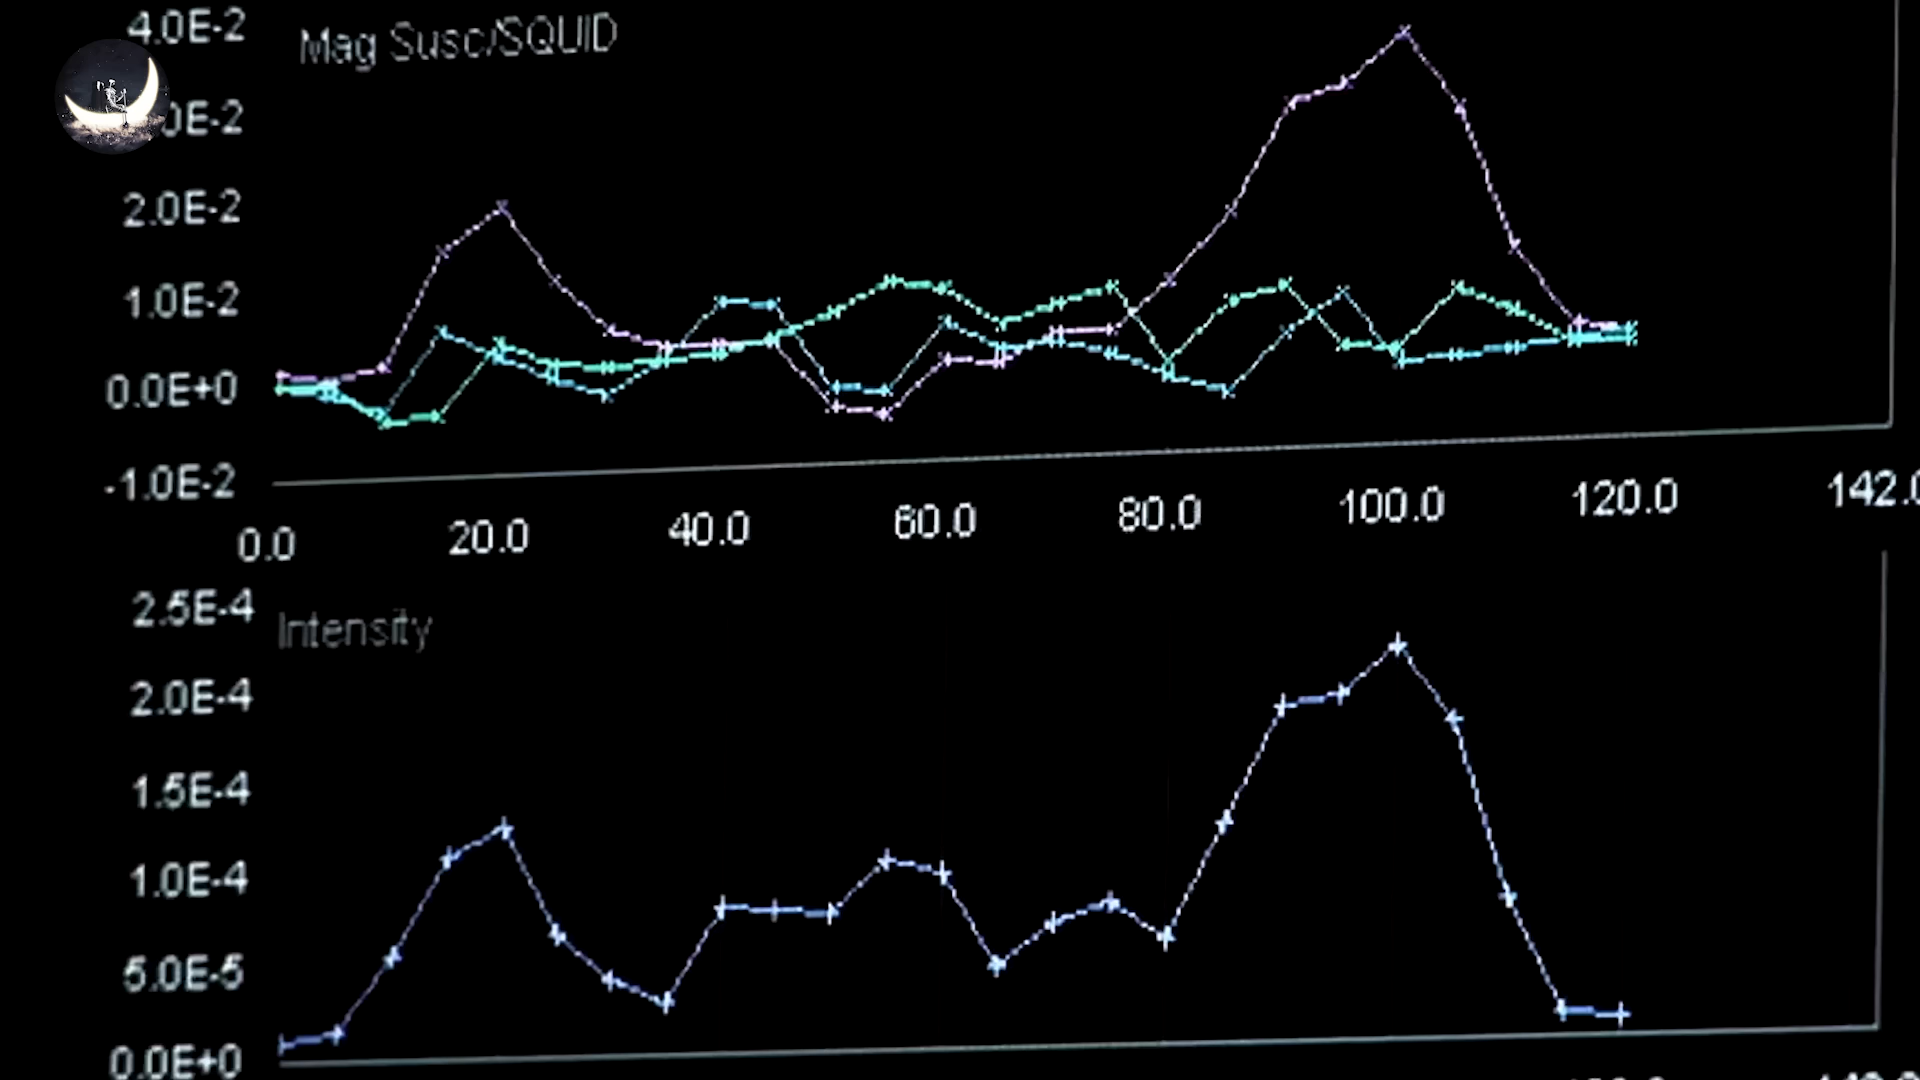 4.0E-2
Mag Susc/SQUID
0E-2
2.0E-2
1.0E-2
0.0E+0
-1.0E-2
0.0 20.0 40.0 60.0 80.0 100.0 120.0 142.0
2.5E-4
Intensity
2.0E-4
1.5E-4
1.0E-4
5.0E-5
0.0E+0